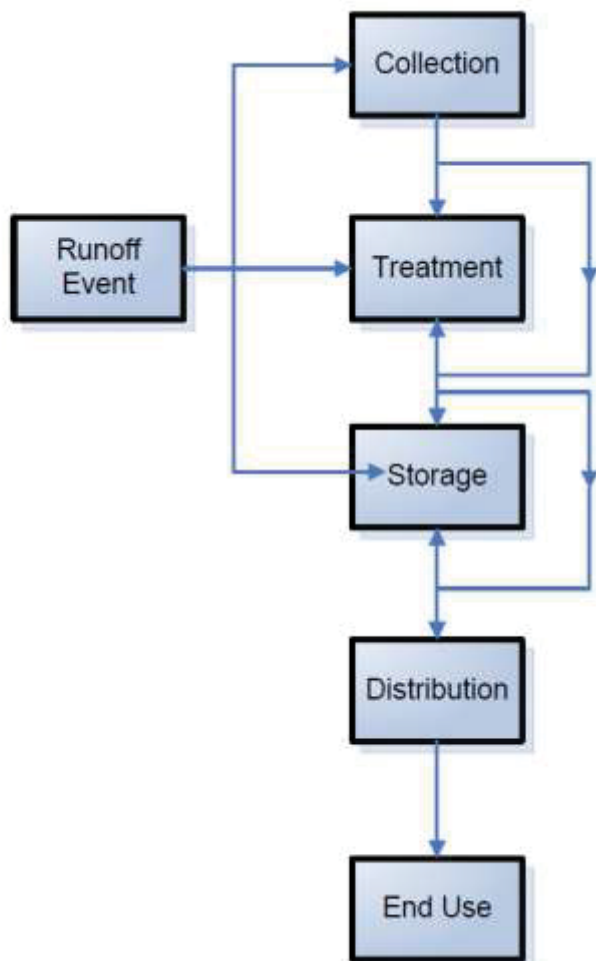 Collection
Runoff
Event
Treatment
Storage
Distribution
End Use